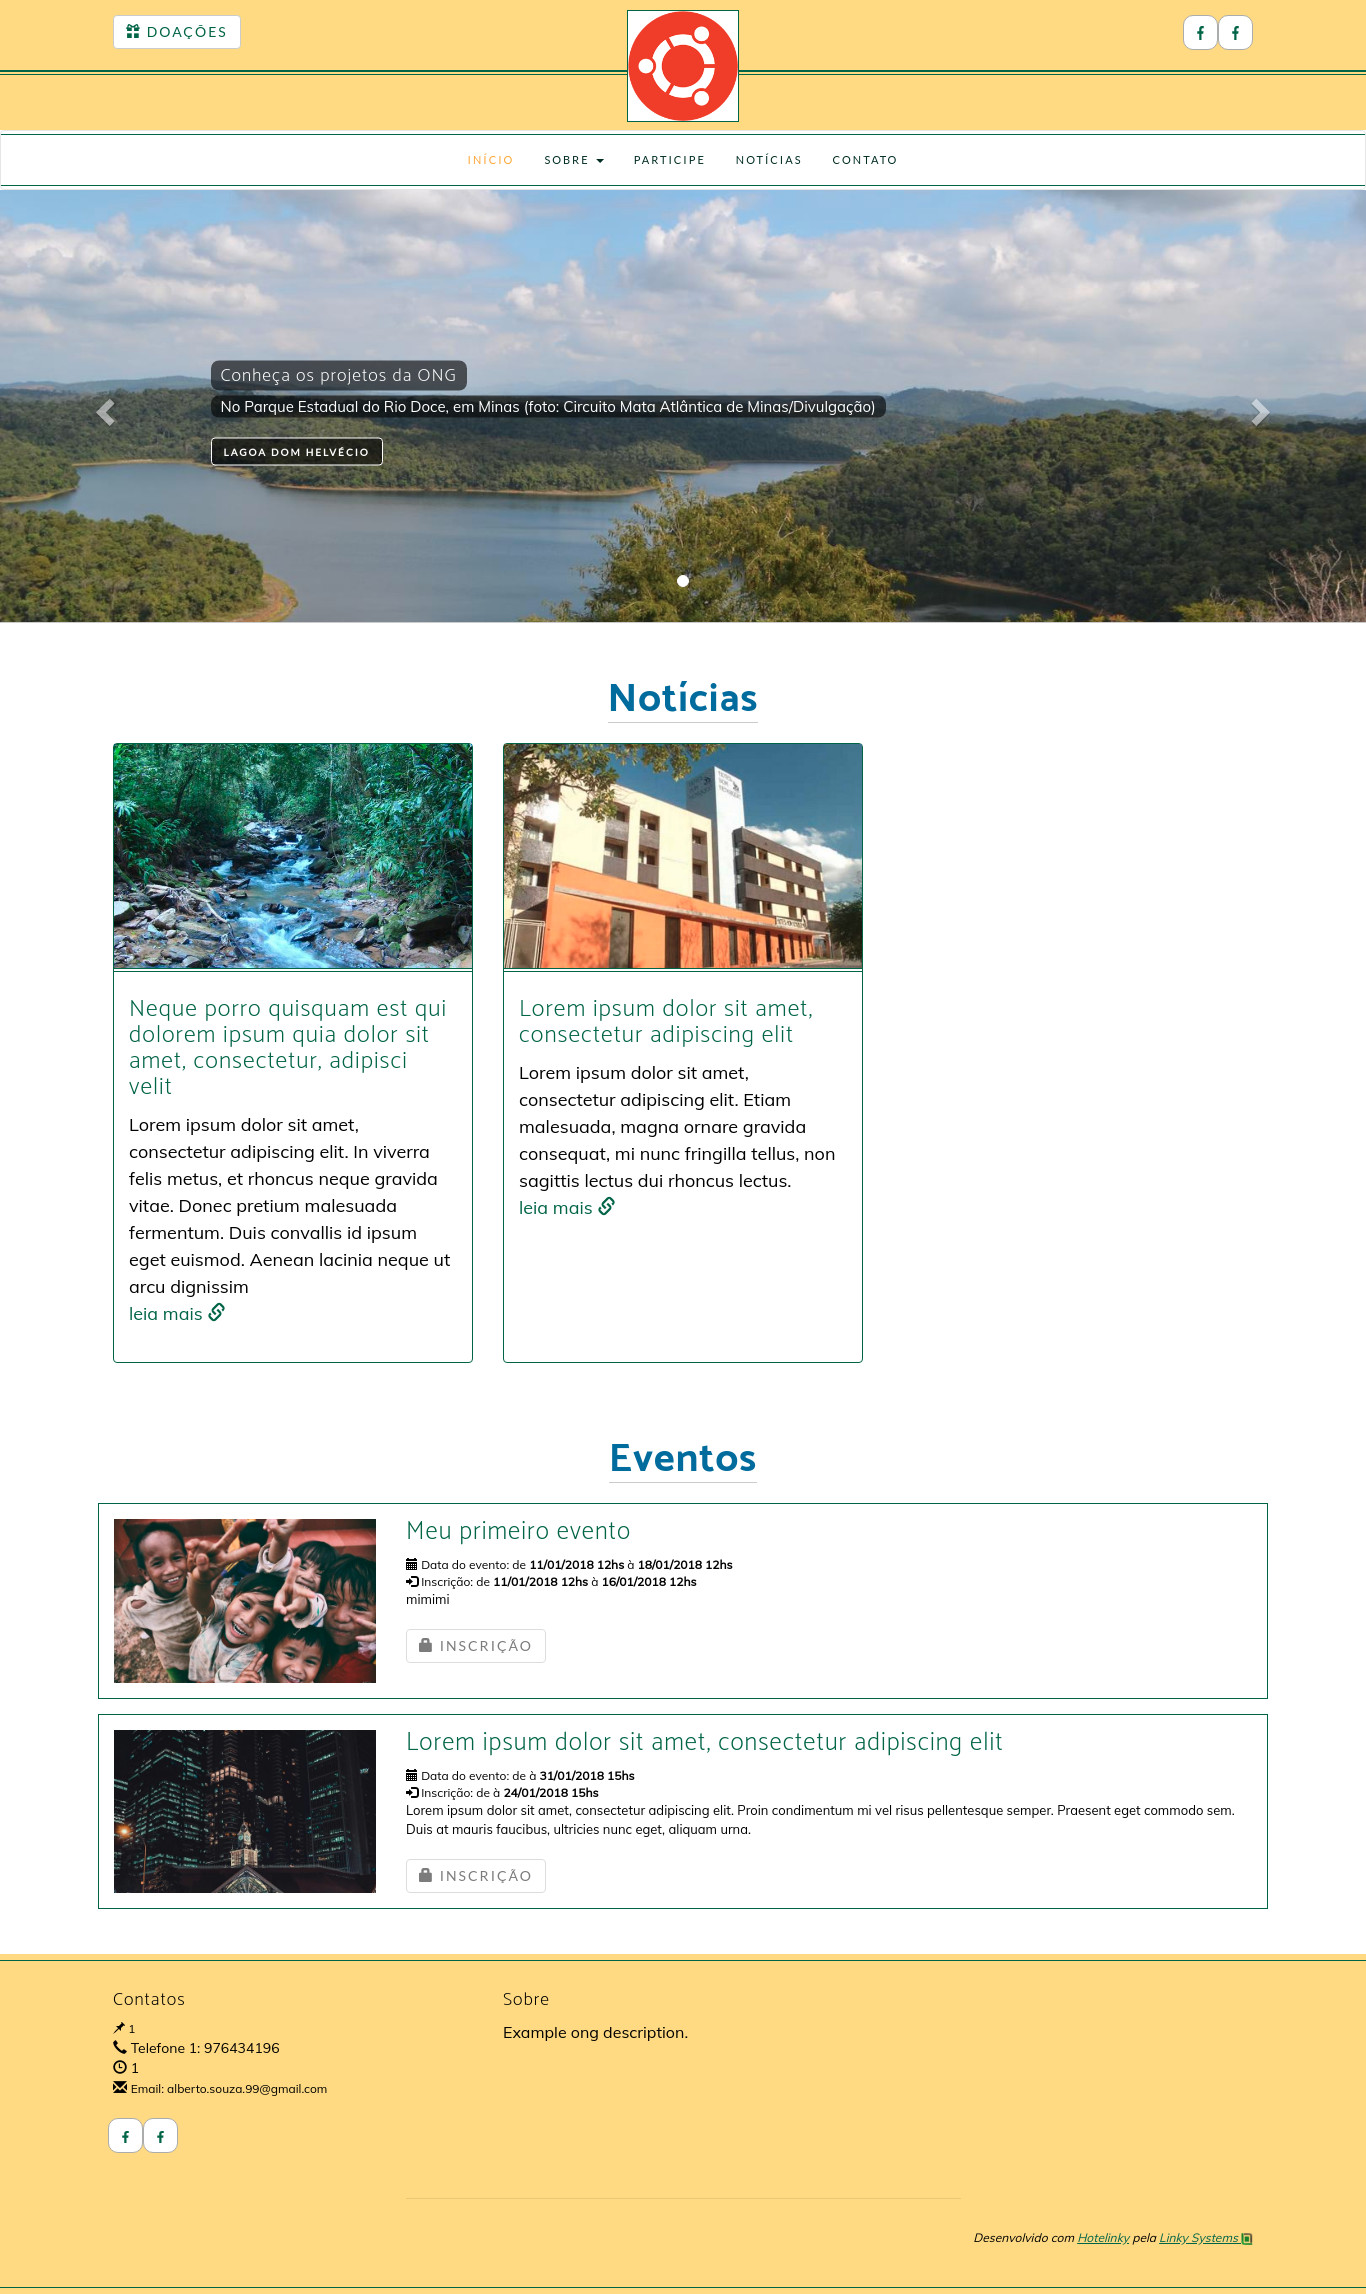 DOAÇÕES
INÍCIO SOBRE PARTICIPE NOTÍCIAS CONTATO
Conheça os projetos da ONG
No Parque Estadual do Rio Doce, em Minas (foto: Circuito Mata Atlântica de Minas/Divulgação)
LAGOA DOM HELVÉCIO
Notícias
Neque porro quisquam est qui
dolorem ipsum quia dolor sit
amet, consectetur, adipisci
velit
Lorem ipsum dolor sit amet,
consectetur adipiscing elit. In viverra
felis metus, et rhoncus neque gravida
vitae. Donec pretium malesuada
fermentum. Duis convallis id ipsum
eget euismod. Aenean lacinia neque ut
arcu dignissim
leia mais
Lorem ipsum dolor sit amet,
consectetur adipiscing elit
Lorem ipsum dolor sit amet,
consectetur adipiscing elit. Etiam
malesuada, magna ornare gravida
consequat, mi nunc fringilla tellus, non
sagittis lectus dui rhoncus lectus.
leia mais
Eventos
Meu primeiro evento
Data do evento: de 11/01/2018 12hs à 18/01/2018 12hs
Inscrição: de 11/01/2018 12hs à 16/01/2018 12hs
mimimi
INSCRIÇÃO
Lorem ipsum dolor sit amet, consectetur adipiscing elit
Data do evento: de à 31/01/2018 15hs
Inscrição: de à 24/01/2018 15hs
Lorem ipsum dolor sit amet, consectetur adipiscing elit. Proin condimentum mi vel risus pellentesque semper. Praesent eget commodo sem.
Duis at mauris faucibus, ultricies nunc eget, aliquam urna.
INSCRIÇÃO
Contatos
1
Telefone 1: 976434196
1
Email: alberto.souza.99@gmail.com
Sobre
Example ong description.
Desenvolvido com Hotelinky pela Linky Systems